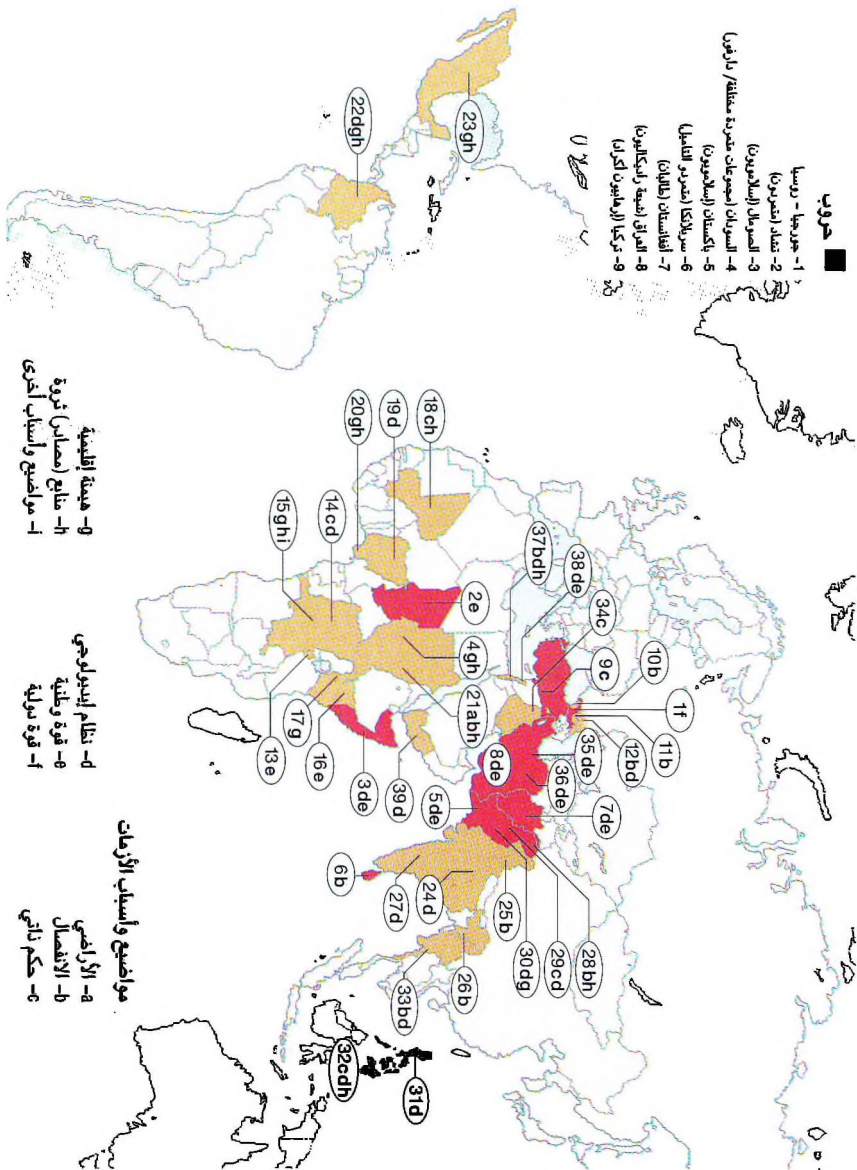 حروب
1- جورجيا - روسيا
2- تشاد (متمردون)
3- الصومال (إسلامويون)
4- السودان (مجموعات متمردة مختلفة/ دارفور)
5- باكستان (إسلامويون)
6- سريلانكا (متمردو التاميل)
7- أفغانستان (طالبان)
8- العراق (شيعة راديكاليون)
9- تركيا (إرهابيون أكراد)
23gh
22dgh
18ch
19d
20gh
14cd
15ghi
37bdh
38de
34c
9c
10b
1f
11b
12bd
35de
36de
8de
7de
2e
4gh
21abh
17g
16e
13e
3de
39d
5de
6b
27d
24d
25b
28bh
29cd
30dg
26b
33bd
31d
32cdh
مواضيع وأسباب الأزمات
a- الأراضي
b- الانفصال
c- حكم ذاتي
d- نظام إيديولوجي
e- قوة وطنية
f- قوة دولية
g- هيمنة إقليمية
h- منابع (مصادر) ثروة
i- مواضيع وأسباب أخرى